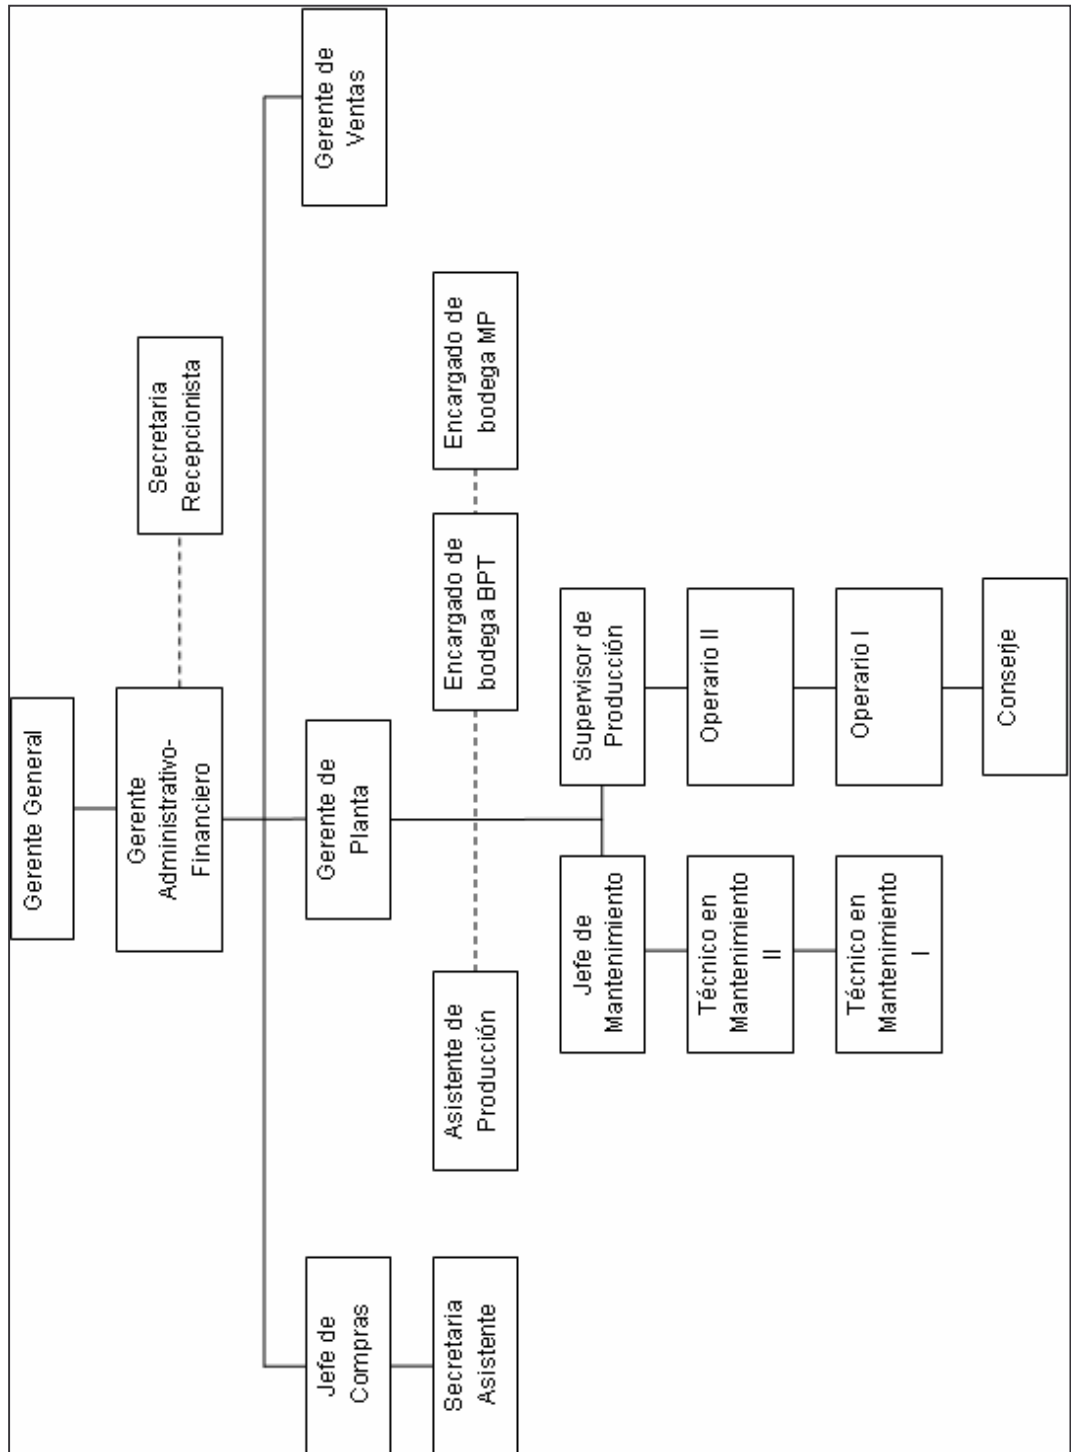 Gerente General
Gerente
Administrativo-
Financiero
Secretaria
Recepcionista
Jefe de
Compras
Gerente de
Planta
Gerente de
Ventas
Secretaria
Asistente
Asistente de
Producción
Encargado de
bodega BPT
Encargado de
bodega MP
Jefe de
Mantenimiento
Supervisor de
Producción
Técnico en
Mantenimiento
II
Operario II
Técnico en
Mantenimiento
I
Operario I
Conserje